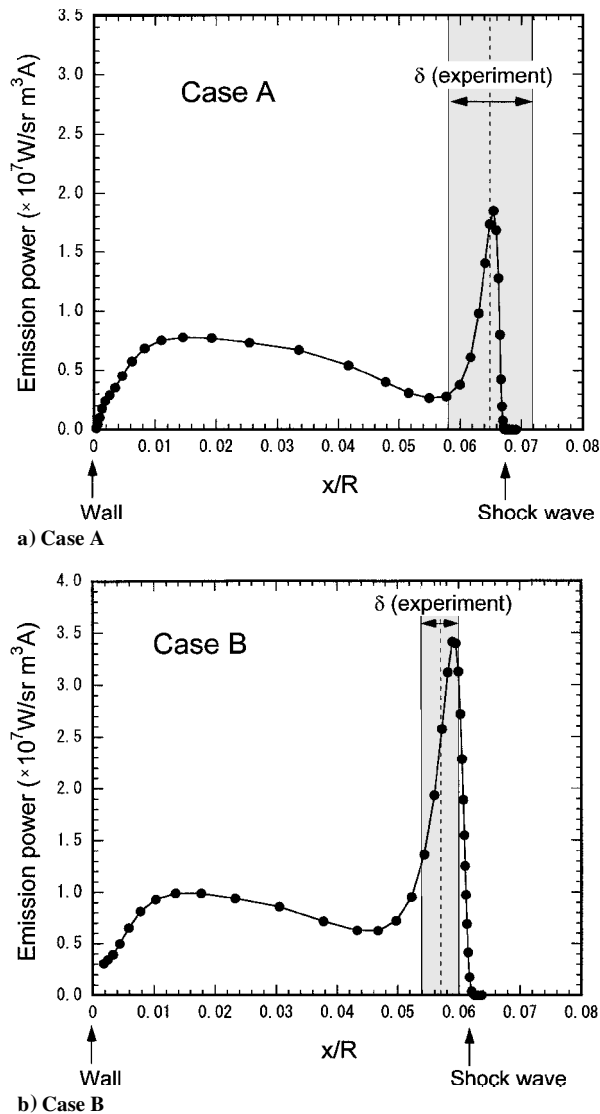 3.5
3.0
2.5
2.0
1.5
1.0
0.5
0.0
Emission power (×10⁷W/sr m³A)
Case A
δ (experiment)
0 0.01 0.02 0.03 0.04 0.05 0.06 0.07 0.08
x/R
Wall
Shock wave
a) Case A
4.0
3.5
3.0
2.5
2.0
1.5
1.0
0.5
0.0
Emission power (×10⁷W/sr m³A)
Case B
δ (experiment)
0 0.01 0.02 0.03 0.04 0.05 0.06 0.07 0.08
x/R
Wall
Shock wave
b) Case B